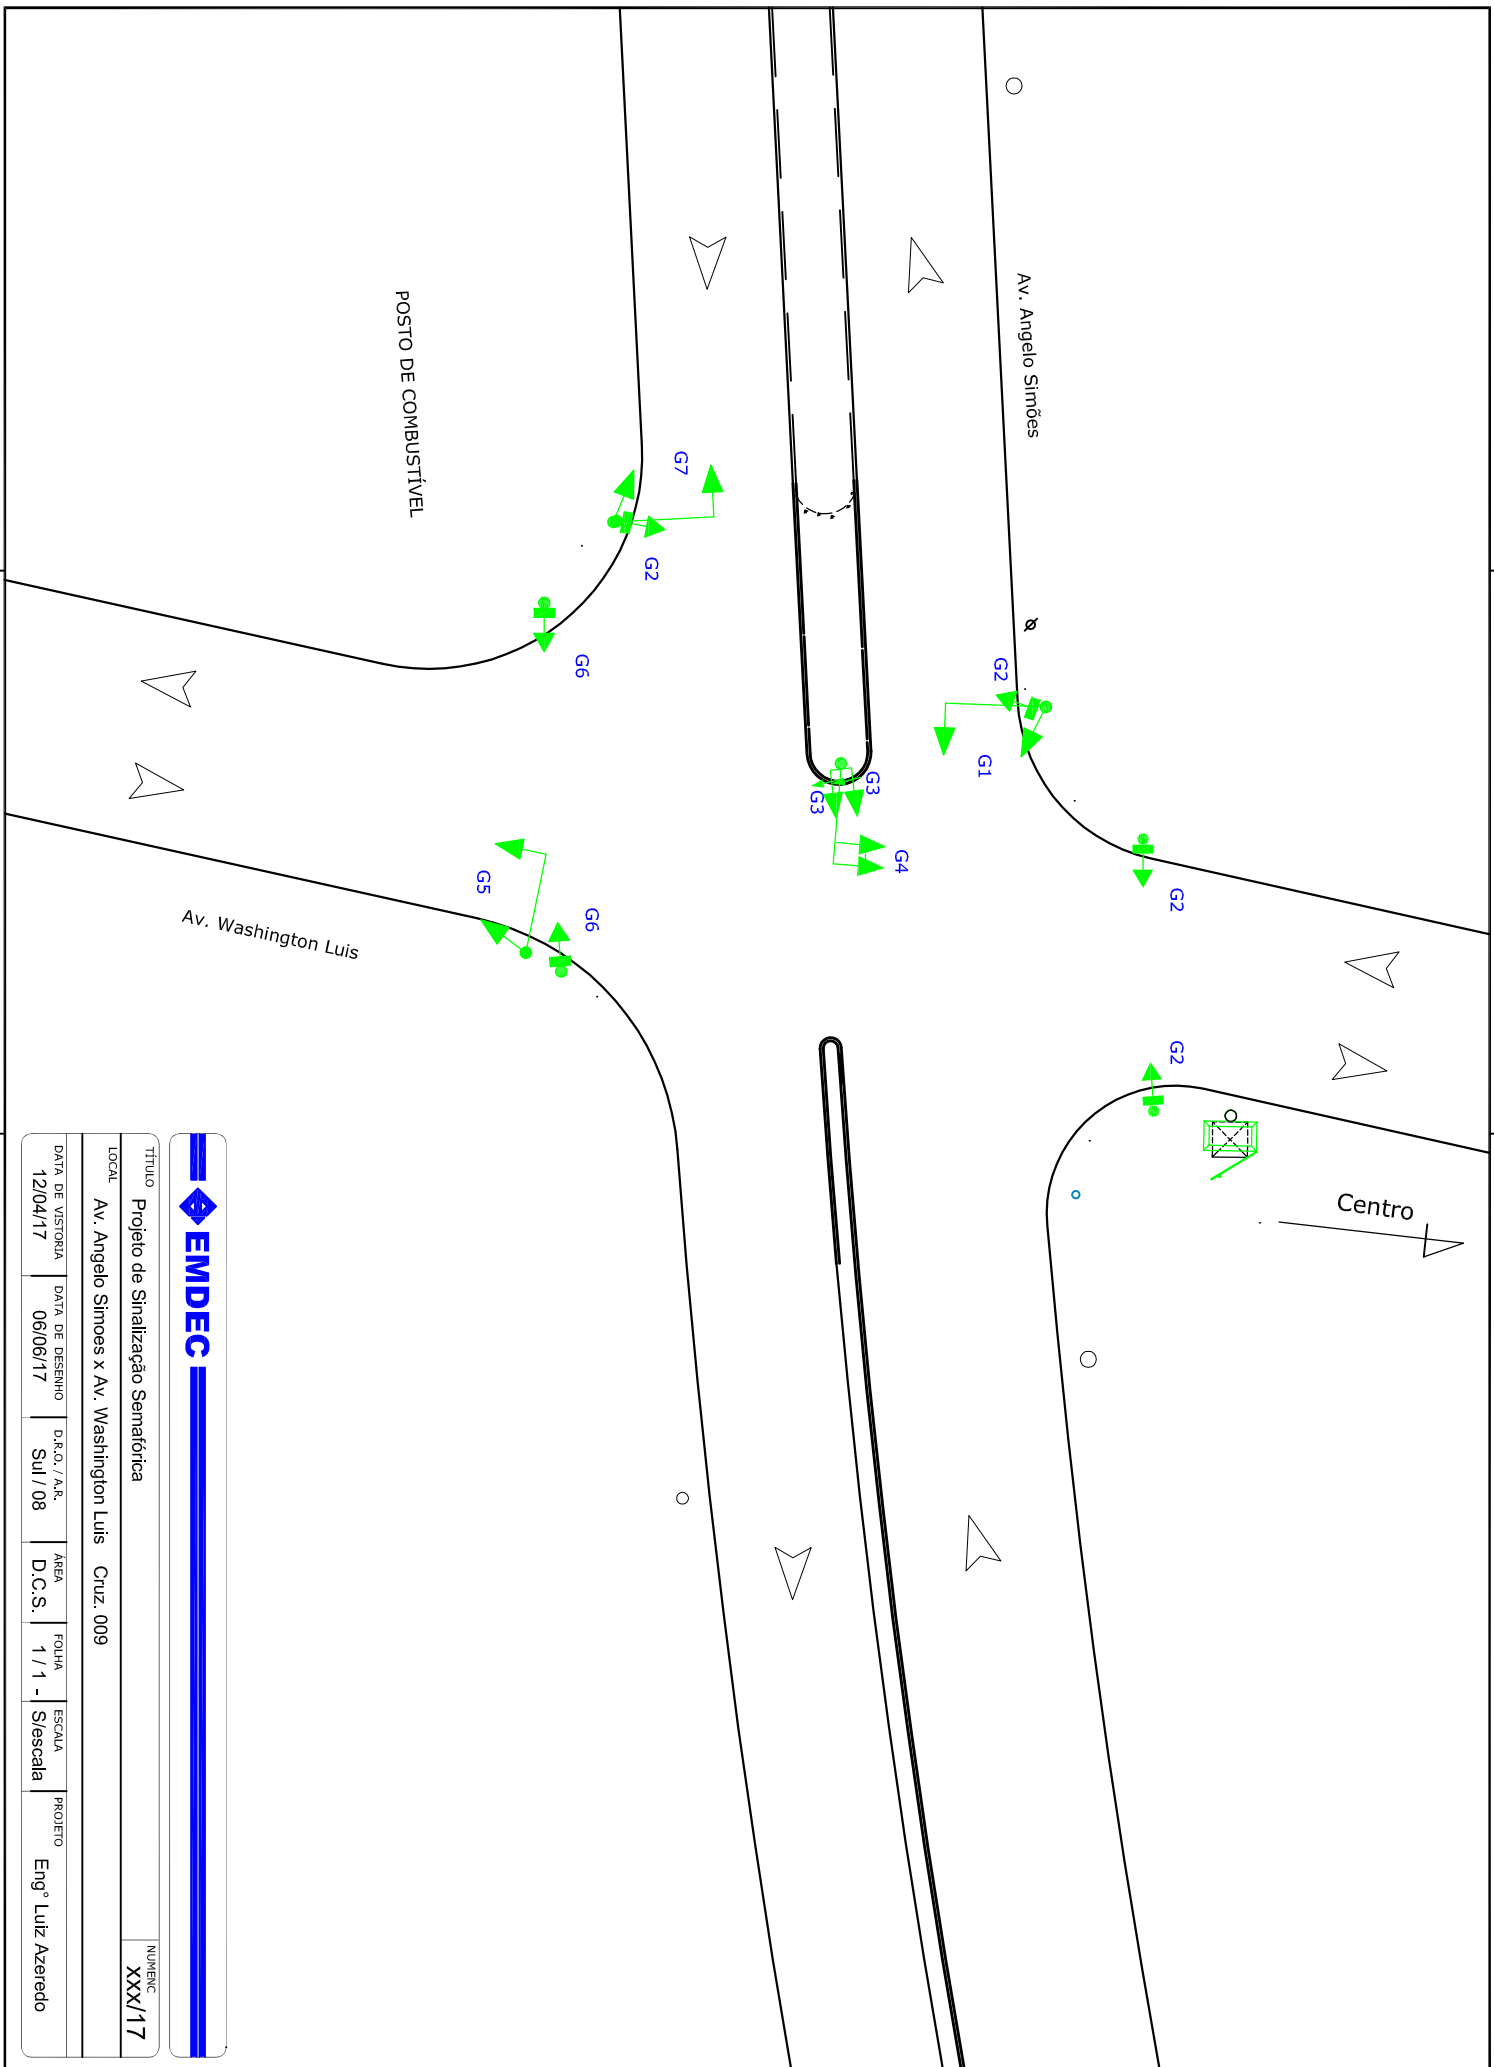 Av. Angelo Simões
POSTO DE COMBUSTÍVEL
G7
G2
G6
G2
G1
G3
G3
G4
G2
G5
G6
Av. Washington Luis
G2
Centro
EMDEC
TÍTULO
Projeto de Sinalização Semafórica
NUMENC
XXX/17
LOCAL
Av. Angelo Simoes x Av. Washington Luis Cruz. 009
DATA DE VISTORIA
12/04/17
DATA DE DESENHO
06/06/17
D.R.O. / A.R.
Sul / 08
ÁREA
D.C.S.
FOLHA
1 / 1 -
ESCALA
S/escala
PROJETO
Eng° Luiz Azeredo